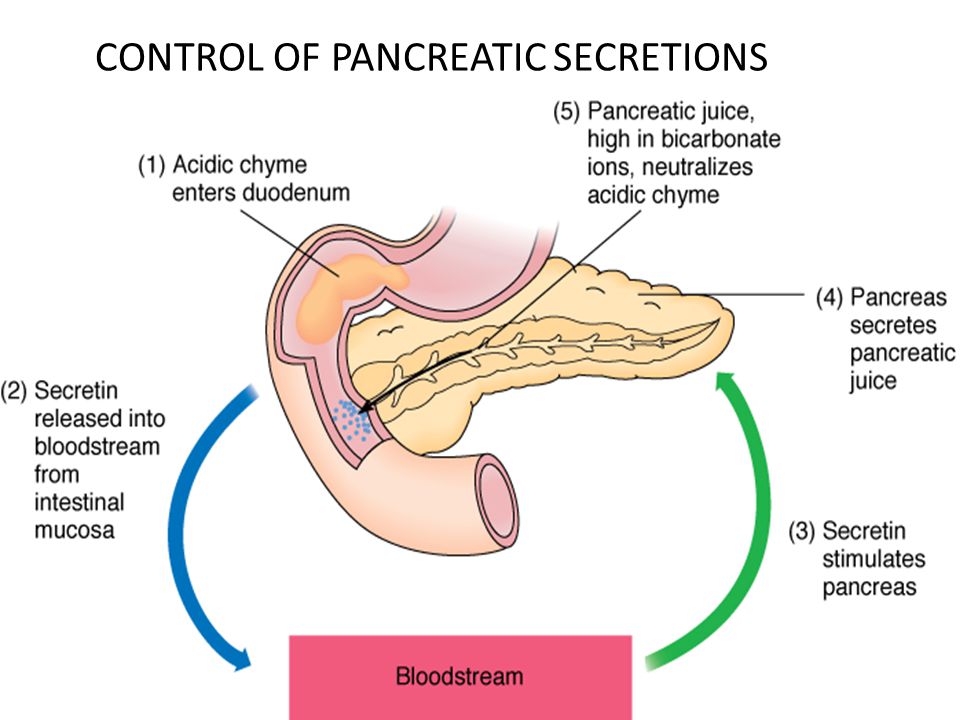 CONTROL OF PANCREATIC SECRETIONS
(1) Acidic chyme
enters duodenum
(2) Secretin
released into
bloodstream
from
intestinal
mucosa
Bloodstream
(3) Secretin
stimulates
pancreas
(4) Pancreas
secretes
pancreatic
juice
(5) Pancreatic juice,
high in bicarbonate
ions, neutralizes
acidic chyme